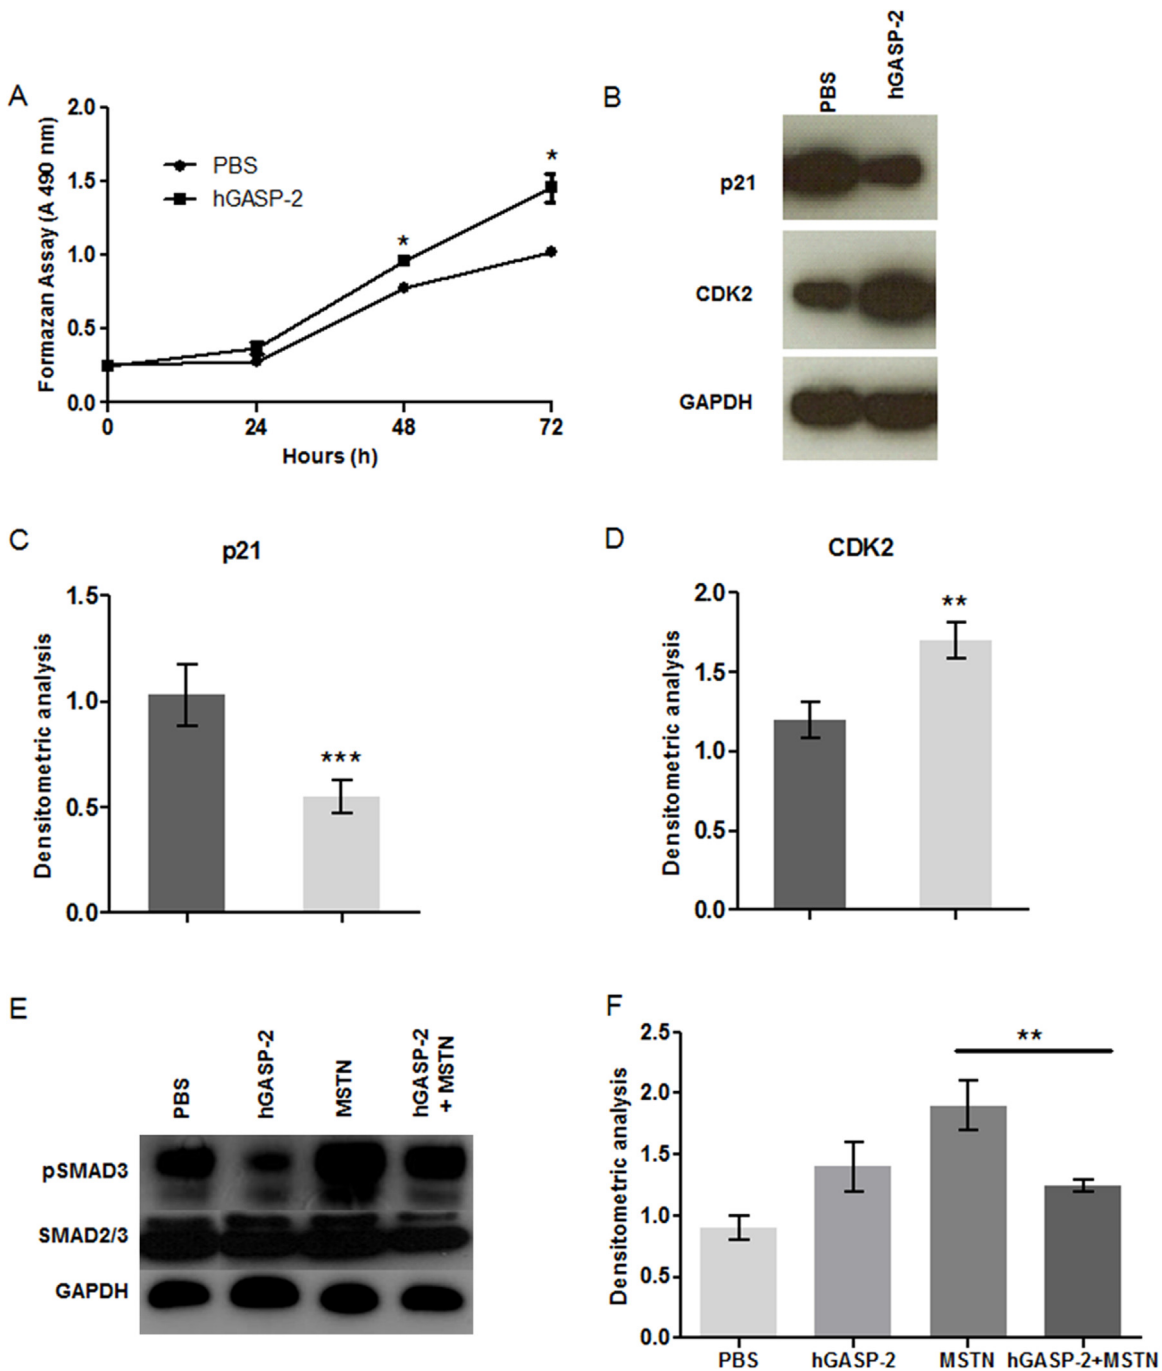 A
2.0
1.5
1.0
0.5
0.0
Formazan Assay (A 490 nm)
PBS
hGASP-2
*
*
0 24 48 72
Hours (h)
B
PBS
hGASP-2
p21
CDK2
GAPDH
C
p21
1.5
1.0
0.5
0.0
Densitometric analysis
***
D
CDK2
2.0
1.5
1.0
0.5
0.0
Densitometric analysis
**
E
PBS
hGASP-2
MSTN
hGASP-2
+ MSTN
pSMAD3
SMAD2/3
GAPDH
F
2.5
2.0
1.5
1.0
0.5
0.0
Densitometric analysis
**
PBS hGASP-2 MSTN hGASP-2+MSTN